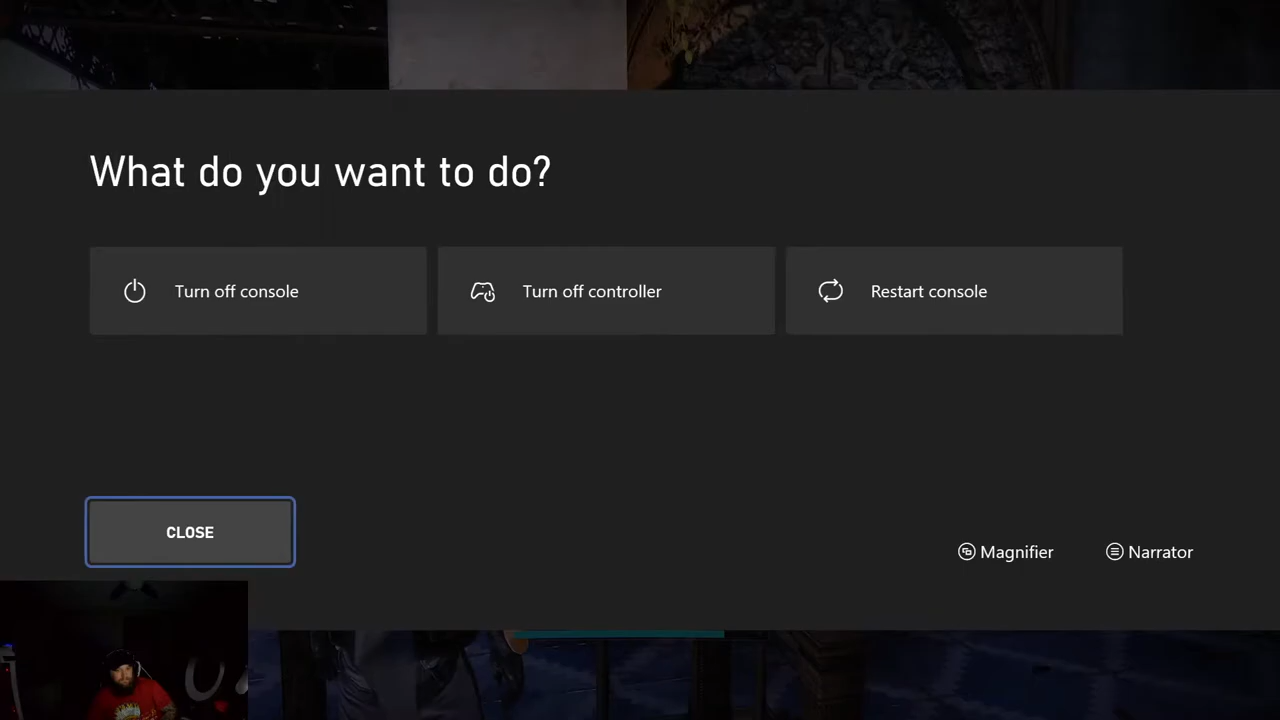 What do you want to do?
Turn off console
Turn off controller
Restart console
CLOSE
Magnifier
Narrator